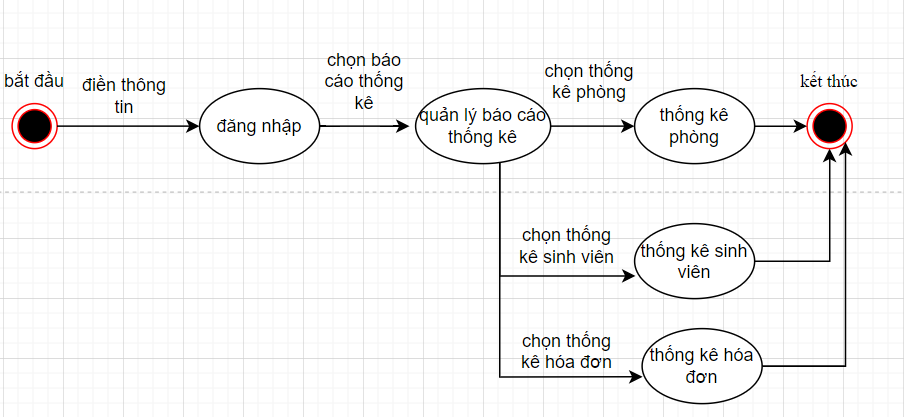 bắt đầu
điền thông
tin
đăng nhập
chọn báo
cáo thống
kê
quản lý báo cáo
thống kê
chọn thống
kê phòng
thống kê
phòng
kết thúc
chọn thống
kê sinh viên
thống kê sinh
viên
chọn thống
kê hóa đơn
thống kê hóa
đơn